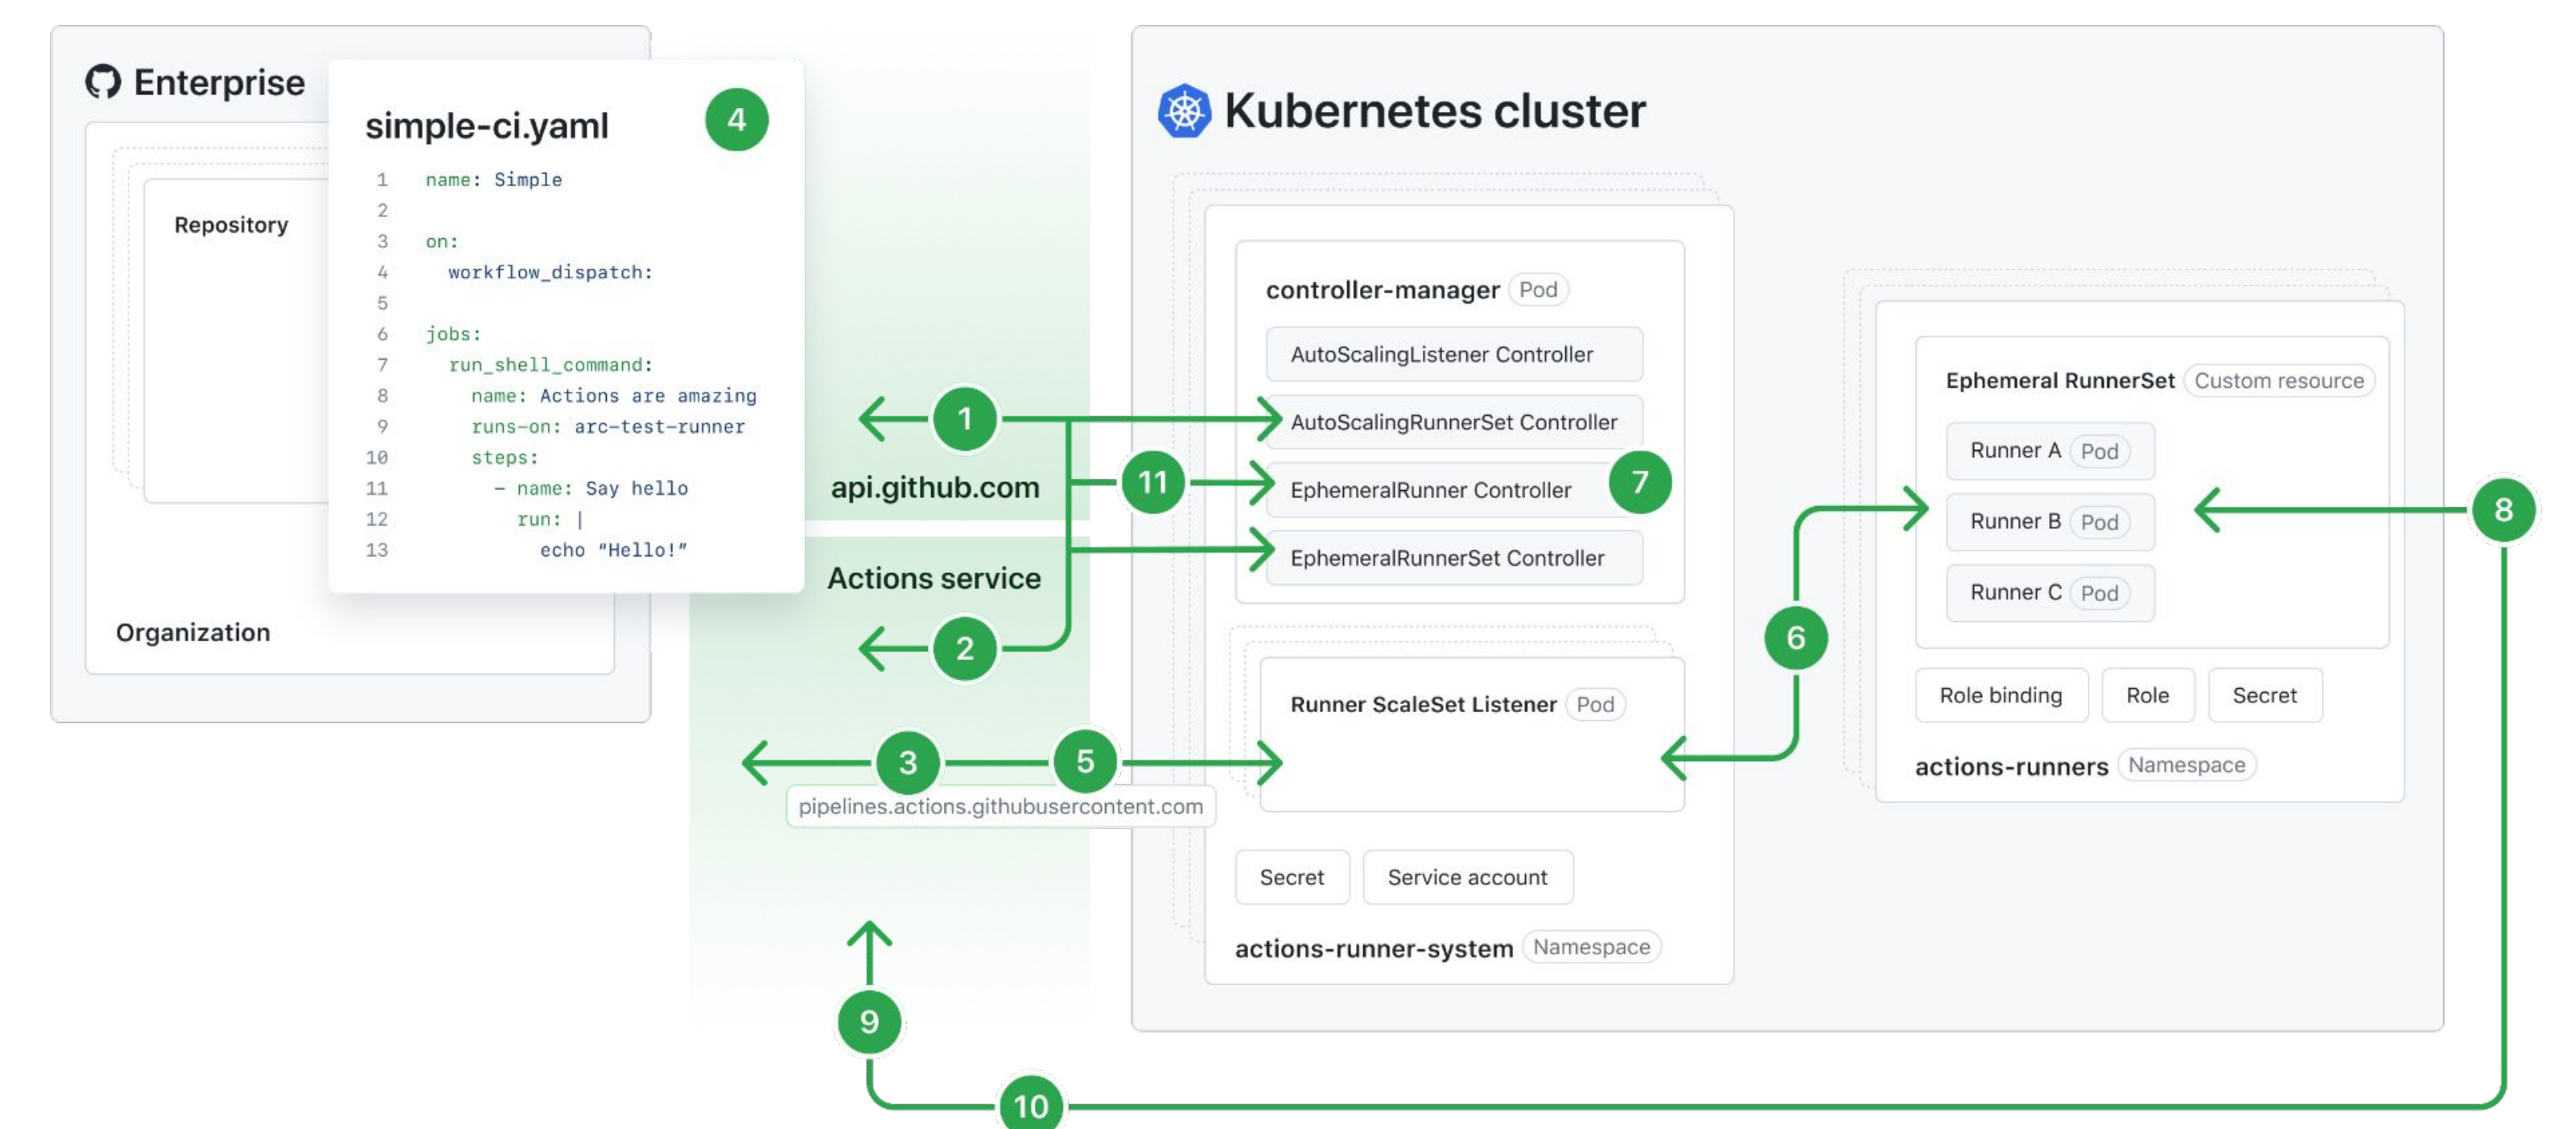 Enterprise
simple-ci.yaml
4
1 name: Simple
2
3 on:
4 workflow_dispatch:
5
6 jobs:
7 run_shell_command:
8 name: Actions are amazing
9 runs-on: arc-test-runner
10 steps:
11 - name: Say hello
12 run: |
13 echo “Hello!”
Repository
Organization
1
api.github.com
11
Actions service
2
3
5
pipelines.actions.githubusercontent.com
9
10
Kubernetes cluster
controller-manager Pod
AutoScalingListener Controller
AutoScalingRunnerSet Controller
EphemeralRunner Controller
7
EphemeralRunnerSet Controller
Runner ScaleSet Listener Pod
Secret
Service account
actions-runner-system Namespace
6
Ephemeral RunnerSet Custom resource
Runner A Pod
Runner B Pod
Runner C Pod
8
Role binding
Role
Secret
actions-runners Namespace